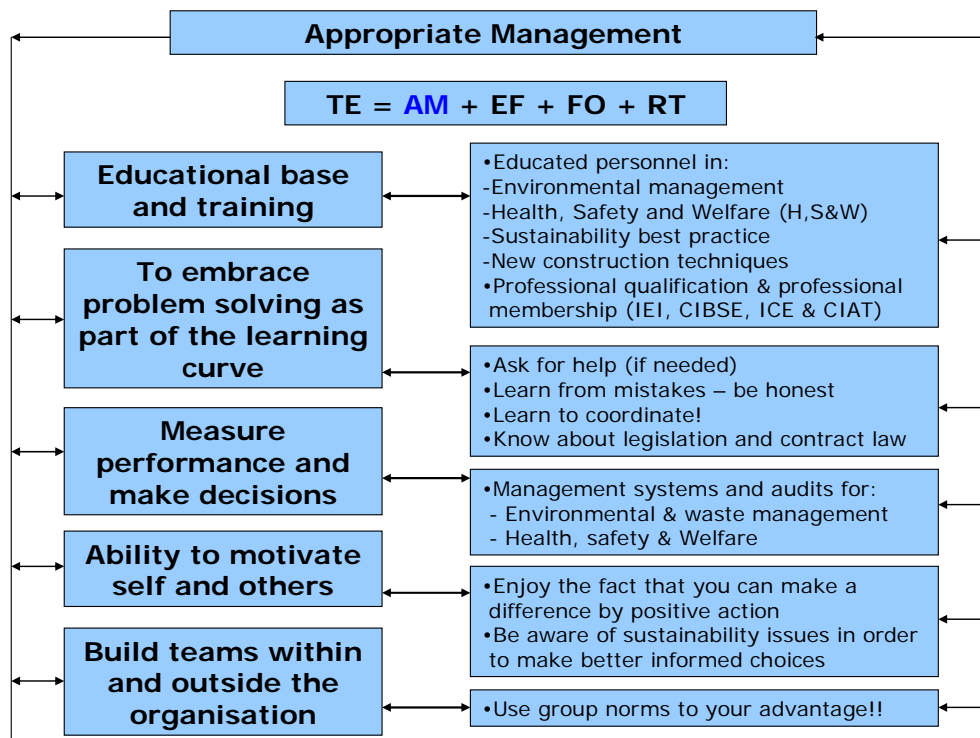 Appropriate Management
TE = AM + EF + FO + RT
Educational base
and training
•Educated personnel in:
-Environmental management
-Health, Safety and Welfare (H,S&W)
-Sustainability best practice
-New construction techniques
•Professional qualification & professional
membership (IEI, CIBSE, ICE & CIAT)
To embrace
problem solving as
part of the learning
curve
•Ask for help (if needed)
•Learn from mistakes – be honest
•Learn to coordinate!
•Know about legislation and contract law
Measure
performance and
make decisions
•Management systems and audits for:
- Environmental & waste management
- Health, safety & Welfare
Ability to motivate
self and others
•Enjoy the fact that you can make a
difference by positive action
•Be aware of sustainability issues in order
to make better informed choices
Build teams within
and outside the
organisation
•Use group norms to your advantage!!